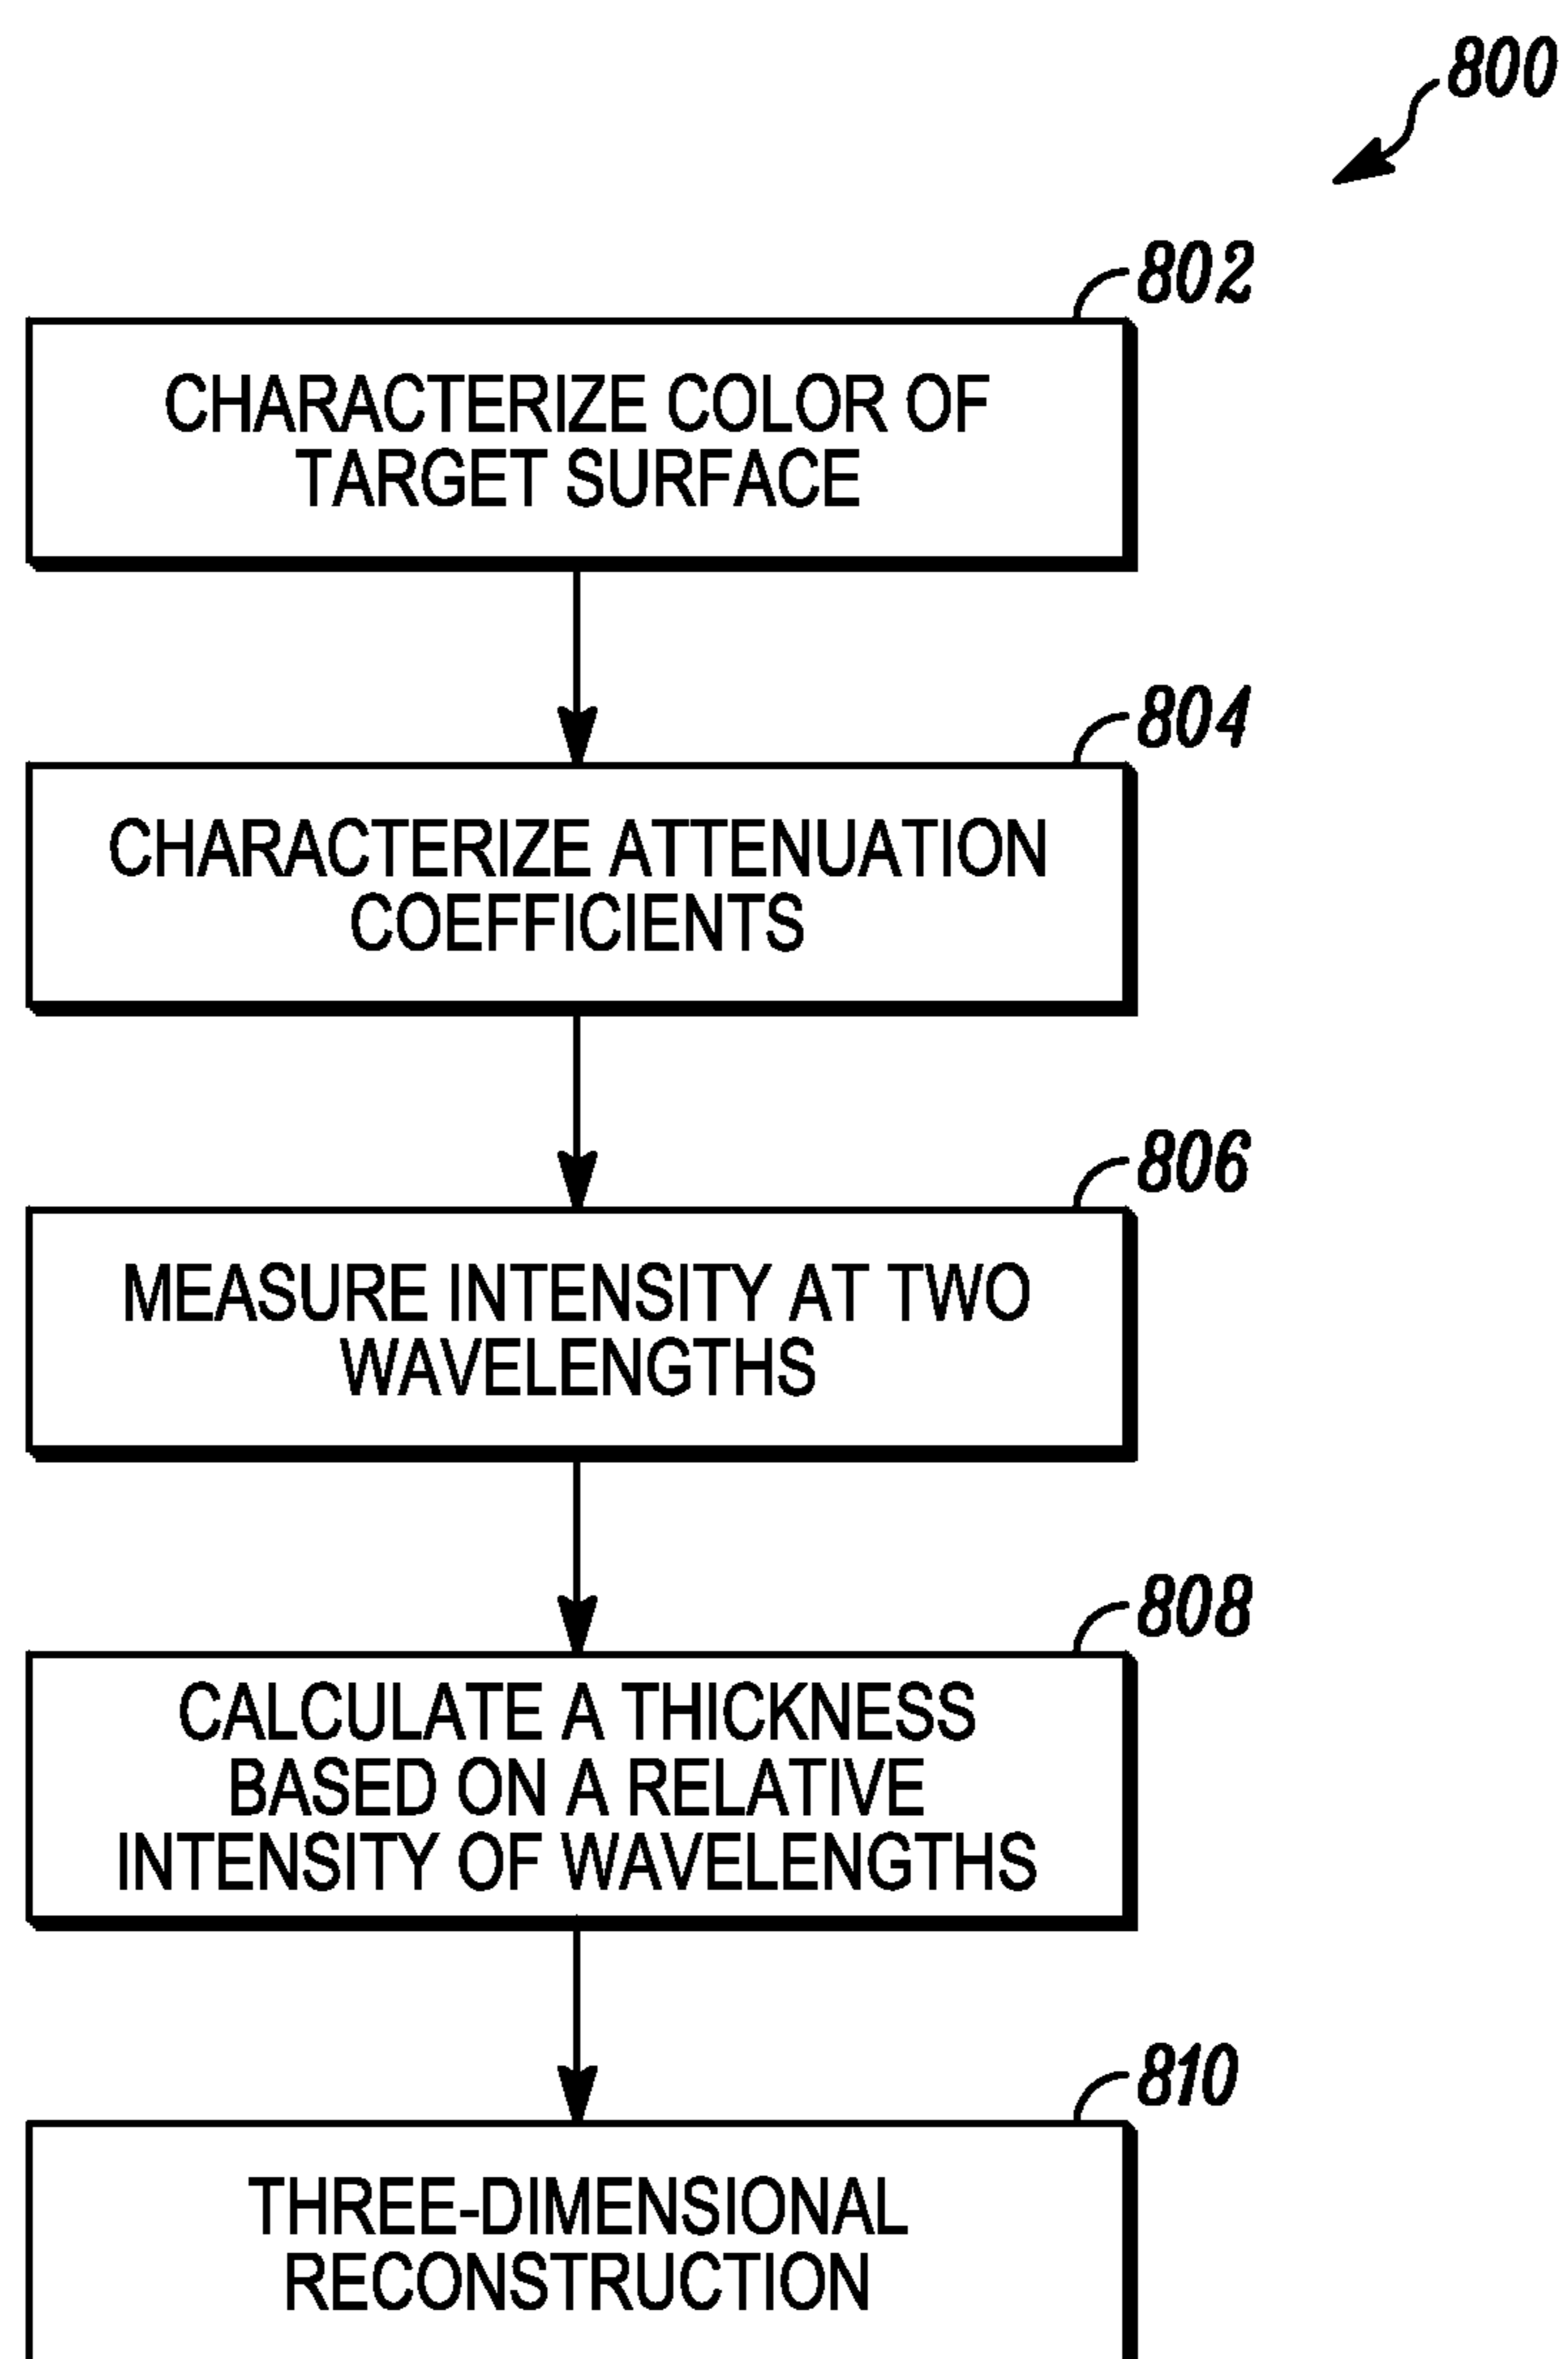 800
802
CHARACTERIZE COLOR OF
TARGET SURFACE
804
CHARACTERIZE ATTENUATION
COEFFICIENTS
806
MEASURE INTENSITY AT TWO
WAVELENGTHS
808
CALCULATE A THICKNESS
BASED ON A RELATIVE
INTENSITY OF WAVELENGTHS
810
THREE-DIMENSIONAL
RECONSTRUCTION